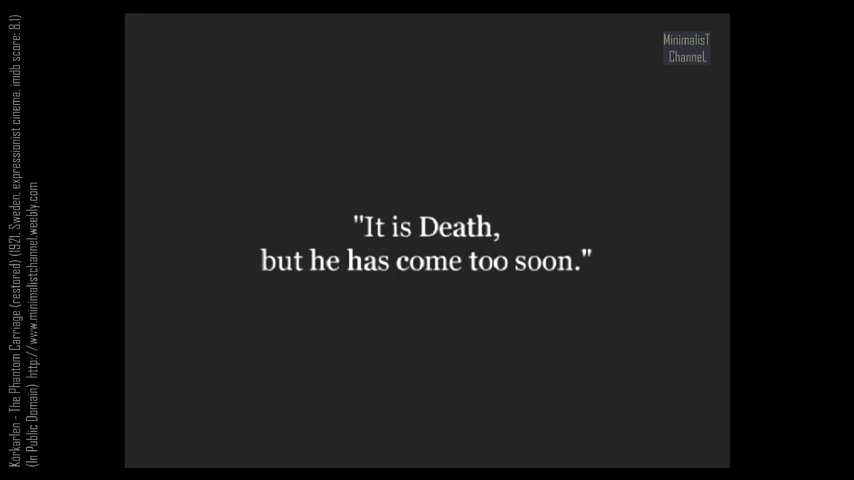 MinimalisT
ChanneL
"It is Death,
but he has come too soon."
Körkarlen - The Phantom Carriage (restored) (1921, Sweden, expressionist cinema, imdb score: 8.1)
(In Public Domain) http://www.minimalistchannel.weebly.com